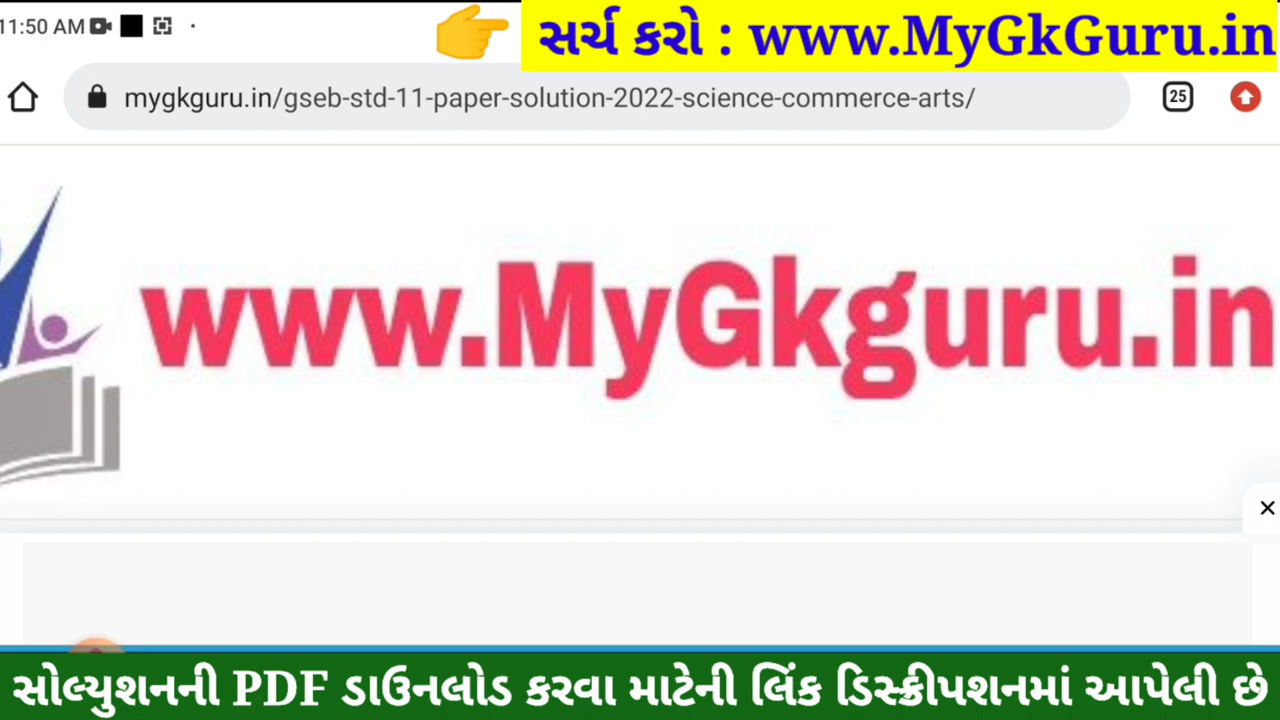 11:50 AM
સર્ચ કરો : www.MyGkGuru.in
mygkguru.in/gseb-std-11-paper-solution-2022-science-commerce-arts/
25
www.MyGkguru.in
સોલ્યુશનની PDF ડાઉનલોડ કરવા માટેની લિંક ડિસ્ક્રીપશનમાં આપેલી છે